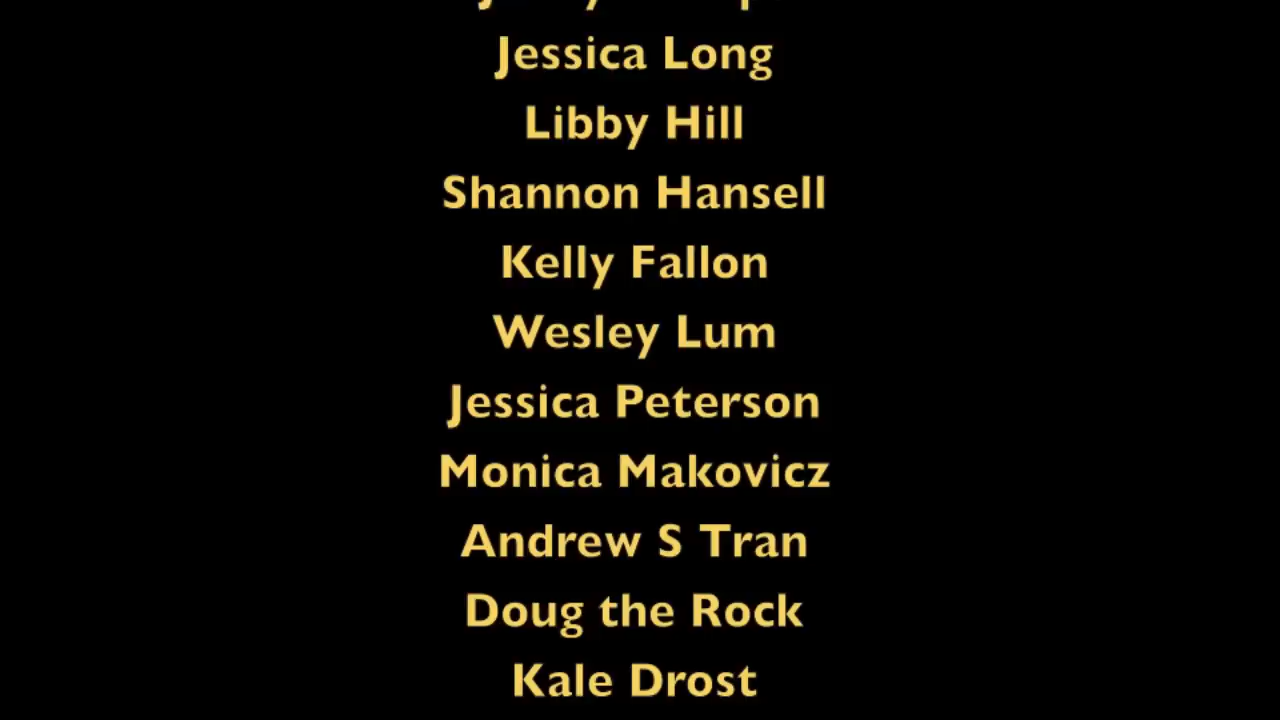 Jessica Long
Libby Hill
Shannon Hansell
Kelly Fallon
Wesley Lum
Jessica Peterson
Monica Makovicz
Andrew S Tran
Doug the Rock
Kale Drost